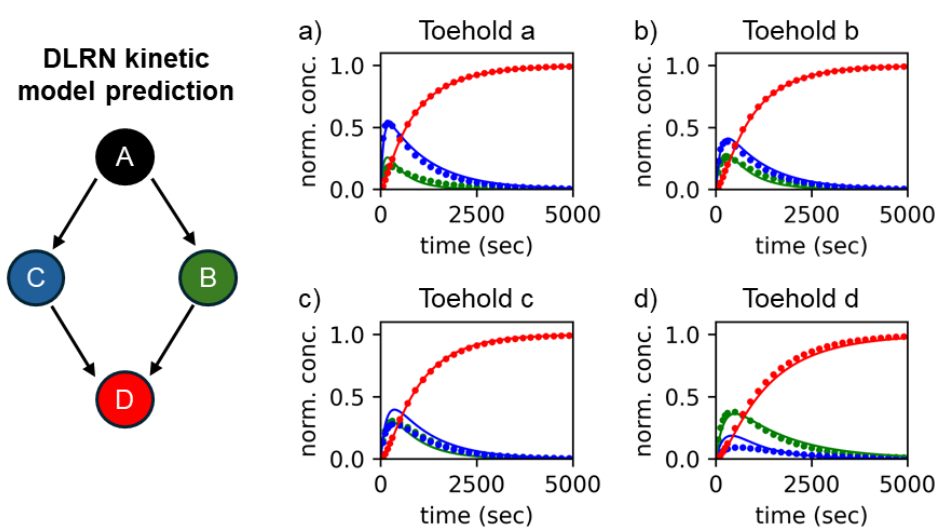 DLRN kinetic
model prediction
A
C
B
D
a)
Toehold a
norm. conc.
1.0
0.5
0.0
0
2500
5000
time (sec)
b)
Toehold b
norm. conc.
1.0
0.5
0.0
0
2500
5000
time (sec)
c)
Toehold c
norm. conc.
1.0
0.5
0.0
0
2500
5000
time (sec)
d)
Toehold d
norm. conc.
1.0
0.5
0.0
0
2500
5000
time (sec)